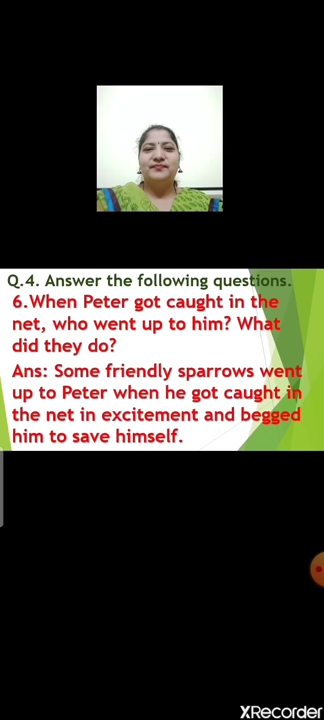 Q.4. Answer the following questions.
6.When Peter got caught in the
net, who went up to him? What
did they do?
Ans: Some friendly sparrows went
up to Peter when he got caught in
the net in excitement and begged
him to save himself.
XRecorder